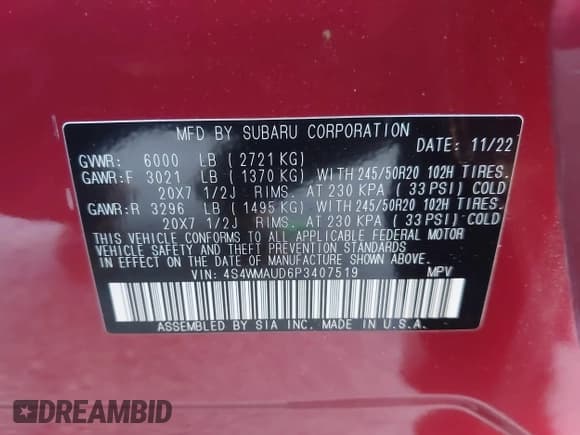 MFD BY SUBARU CORPORATION
DATE: 11/22
GVWR: 6000 LB ( 2721 KG)
GAWR:F 3021 LB ( 1370 KG) WITH 245/50R20 102H TIRES.
20X7 1/2J RIMS. AT 230 KPA ( 33 PSI) COLD
GAWR:R 3296 LB ( 1495 KG) WITH 245/50R20 102H TIRES.
20X7 1/2J RIMS. AT 230 KPA ( 33 PSI) COLD
THIS VEHICLE CONFORMS TO ALL APPLICABLE FEDERAL MOTOR
VEHICLE SAFETY AND THEFT PREVENTION STANDARDS
IN EFFECT ON THE DATE OF MANUFACTURE SHOWN ABOVE.
VIN: 4S4WMAUD6P3407519 MPV
ASSEMBLED BY SIA INC. MADE IN U.S.A.
DREAMBID